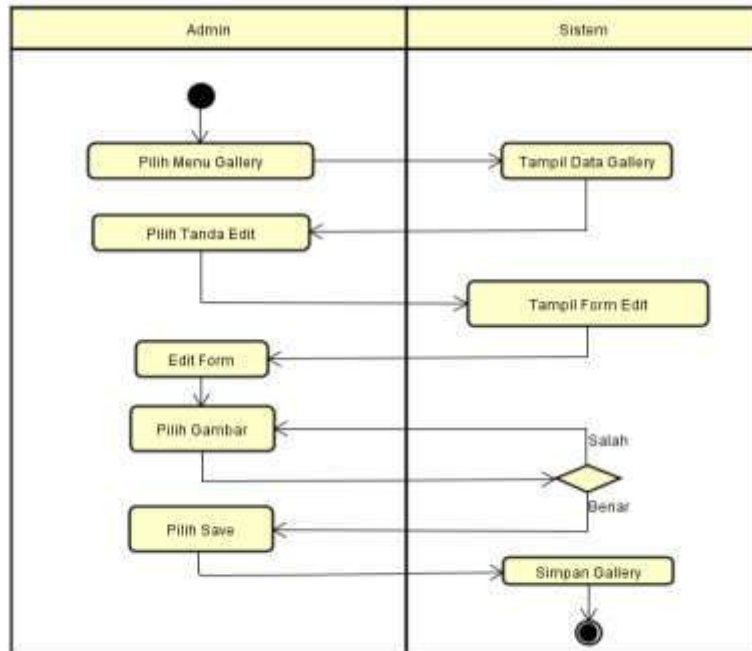 Admin
Sistem
Pilih Menu Gallery
Tampil Data Gallery
Pilih Tanda Edit
Tampil Form Edit
Edit Form
Pilih Gambar
Salah
Benar
Pilih Save
Simpan Gallery